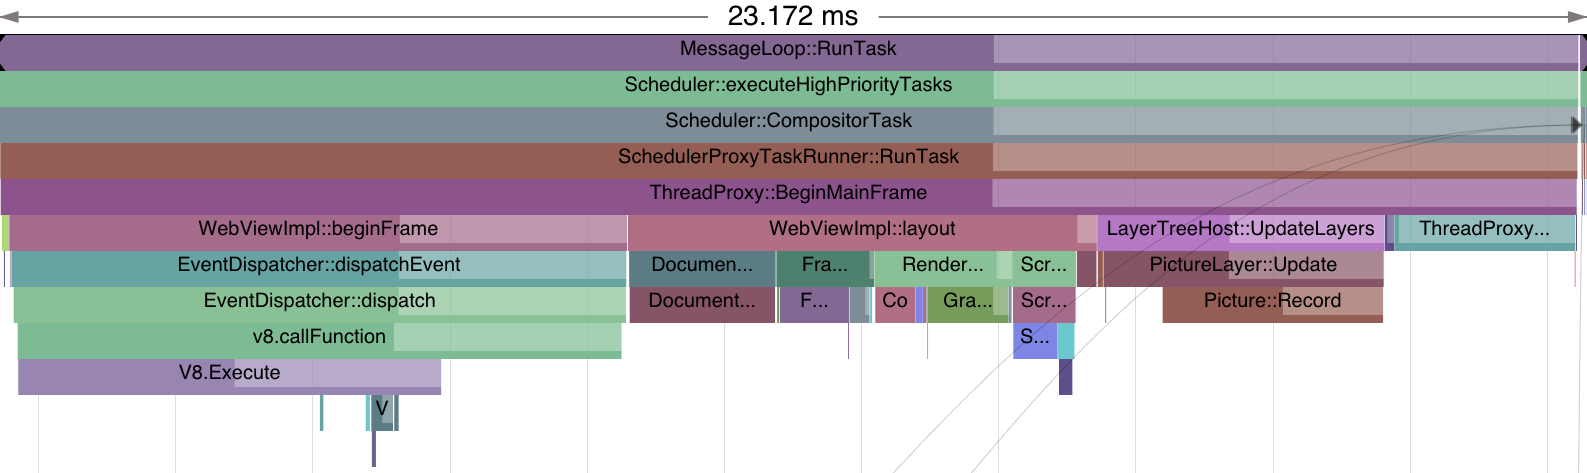 23.172 ms
MessageLoop::RunTask
Scheduler::executeHighPriorityTasks
Scheduler::CompositorTask
SchedulerProxyTaskRunner::RunTask
ThreadProxy::BeginMainFrame
WebViewImpl::beginFrame WebViewImpl::layout LayerTreeHost::UpdateLayers ThreadProxy...
EventDispatcher::dispatchEvent Documen... Fra... Render... Scr... PictureLayer::Update
EventDispatcher::dispatch Document... F... Co Gra... Scr... Picture::Record
v8.callFunction S...
V8.Execute
V